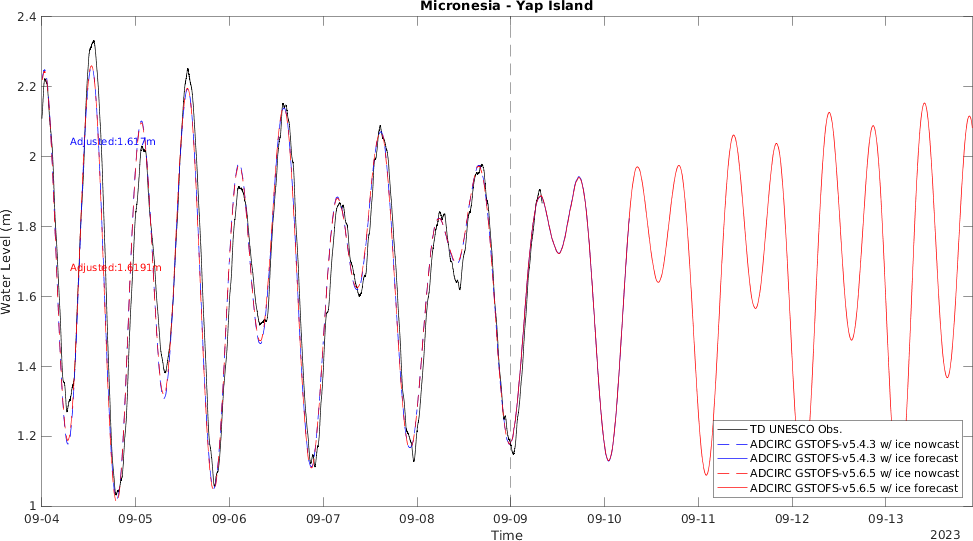 Micronesia - Yap Island
2.4
2.2
2
1.8
1.6
1.4
1.2
1
Water Level (m)
Adjusted:1.617m
Adjusted:1.6191m
TD UNESCO Obs.
ADCIRC GSTOFS-v5.4.3 w/ ice nowcast
ADCIRC GSTOFS-v5.4.3 w/ ice forecast
ADCIRC GSTOFS-v5.6.5 w/ ice nowcast
ADCIRC GSTOFS-v5.6.5 w/ ice forecast
09-04 09-05 09-06 09-07 09-08 09-09 09-10 09-11 09-12 09-13
Time
2023